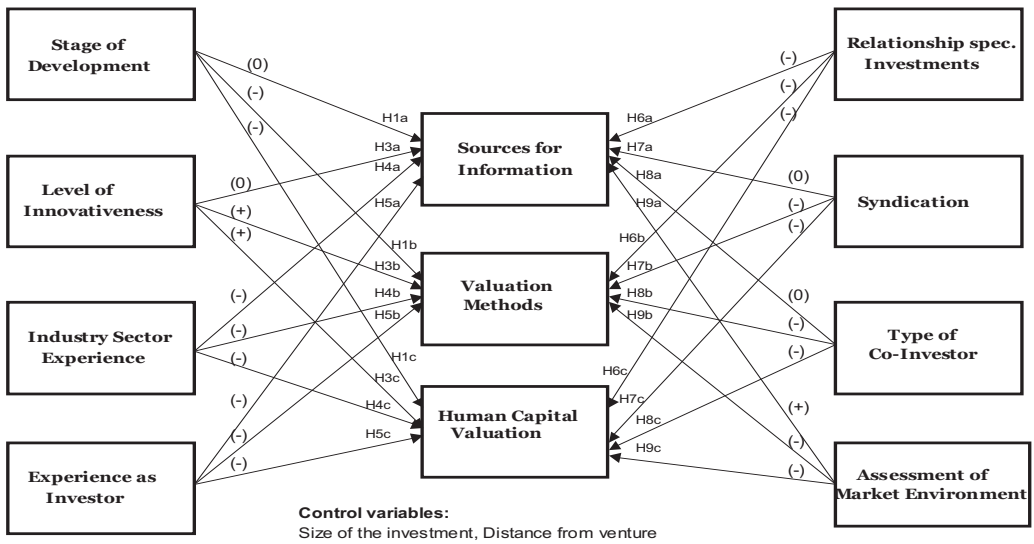 Stage of
Development
Level of
Innovativeness
Industry Sector
Experience
Experience as
Investor
(0)
(-)
(-)
(0)
(+)
(+)
(-)
(-)
(-)
(-)
(-)
(-)
H1a
H3a
H4a
H5a
H1b
H3b
H4b
H5b
H1c
H3c
H4c
H5c
Sources for
Information
Valuation
Methods
Human Capital
Valuation
H6a
H7a
H8a
H9a
H6b
H7b
H8b
H9b
H6c
H7c
H8c
H9c
(-)
(-)
(-)
(0)
(-)
(-)
(0)
(-)
(-)
(+)
(-)
(-)
Relationship spec.
Investments
Syndication
Type of
Co-Investor
Assessment of
Market Environment
Control variables:
Size of the investment, Distance from venture